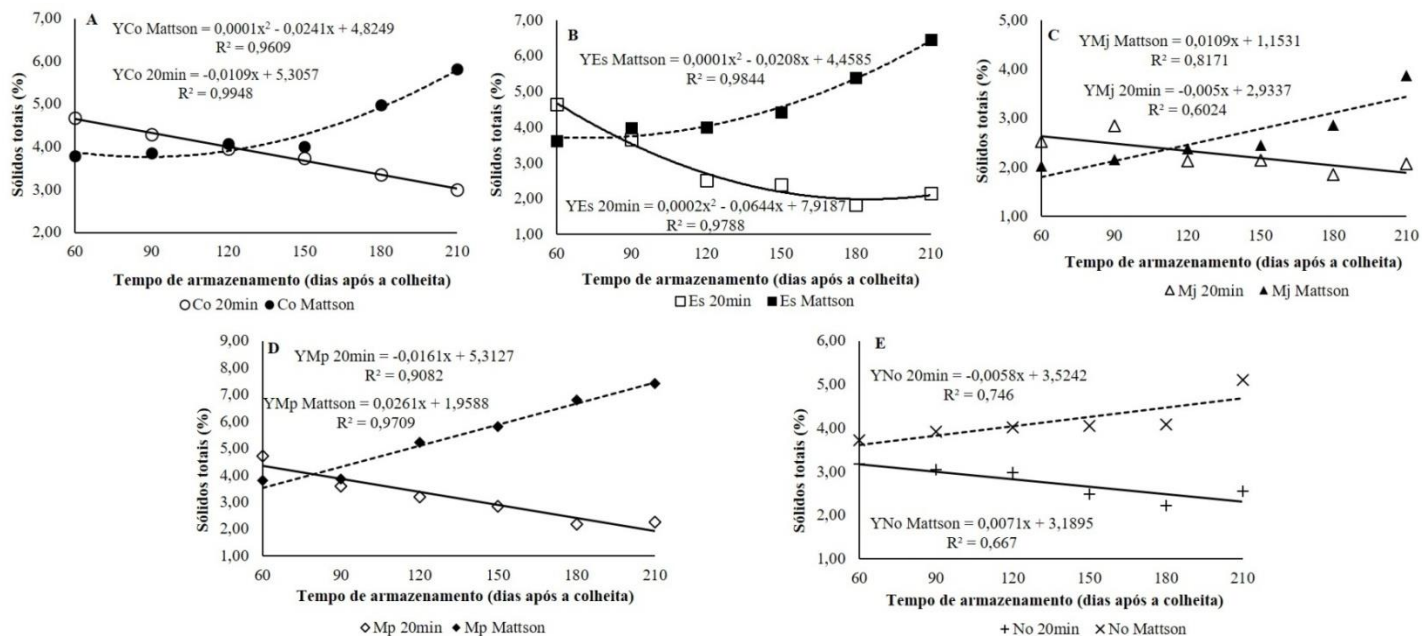 A
YCo Mattson = 0,0001x² - 0,0241x + 4,8249
R² = 0,9609
YCo 20min = -0,0109x + 5,3057
R² = 0,9948
Sólidos totais (%)
7,00
6,00
5,00
4,00
3,00
2,00
60 90 120 150 180 210
Tempo de armazenamento (dias após a colheita)
Co 20min Co Mattson
B
YEs Mattson = 0,0001x² - 0,0208x + 4,4585
R² = 0,9844
YEs 20min = 0,0002x² - 0,0644x + 7,9187
R² = 0,9788
Sólidos totais (%)
7,00
6,00
5,00
4,00
3,00
2,00
1,00
60 90 120 150 180 210
Tempo de armazenamento (dias após a colheita)
Es 20min Es Mattson
C
YMj Mattson = 0,0109x + 1,1531
R² = 0,8171
YMj 20min = -0,005x + 2,9337
R² = 0,6024
Sólidos totais (%)
5,00
4,00
3,00
2,00
1,00
60 90 120 150 180 210
Tempo de armazenamento (dias após a colheita)
Mj 20min Mj Mattson
D
YMp 20min = -0,0161x + 5,3127
R² = 0,9082
YMp Mattson = 0,0261x + 1,9588
R² = 0,9709
Sólidos totais (%)
9,00
8,00
7,00
6,00
5,00
4,00
3,00
2,00
1,00
60 90 120 150 180 210
Tempo de armazenamento (dias após a colheita)
Mp 20min Mp Mattson
E
YNo 20min = -0,0058x + 3,5242
R² = 0,746
YNo Mattson = 0,0071x + 3,1895
R² = 0,667
Sólidos totais (%)
6,00
5,00
4,00
3,00
2,00
1,00
60 90 120 150 180 210
Tempo de armazenamento (dias após a colheita)
No 20min No Mattson